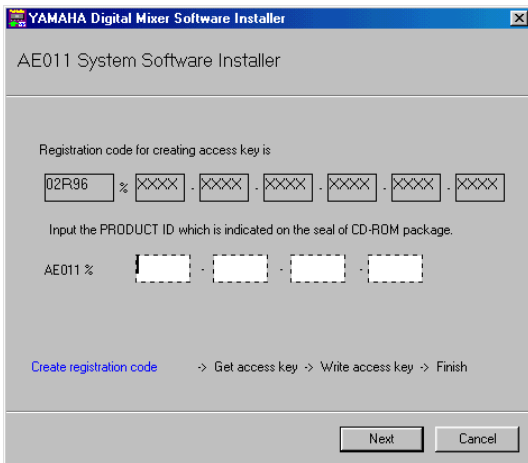 YAMAHA Digital Mixer Software Installer
AE011 System Software Installer
Registration code for creating access key is
02R96 % XXXX - XXXX - XXXX - XXXX - XXXX - XXXX
Input the PRODUCT ID which is indicated on the seal of CD-ROM package.
AE011 % - - -
Create registration code -> Get access key -> Write access key -> Finish
Next Cancel